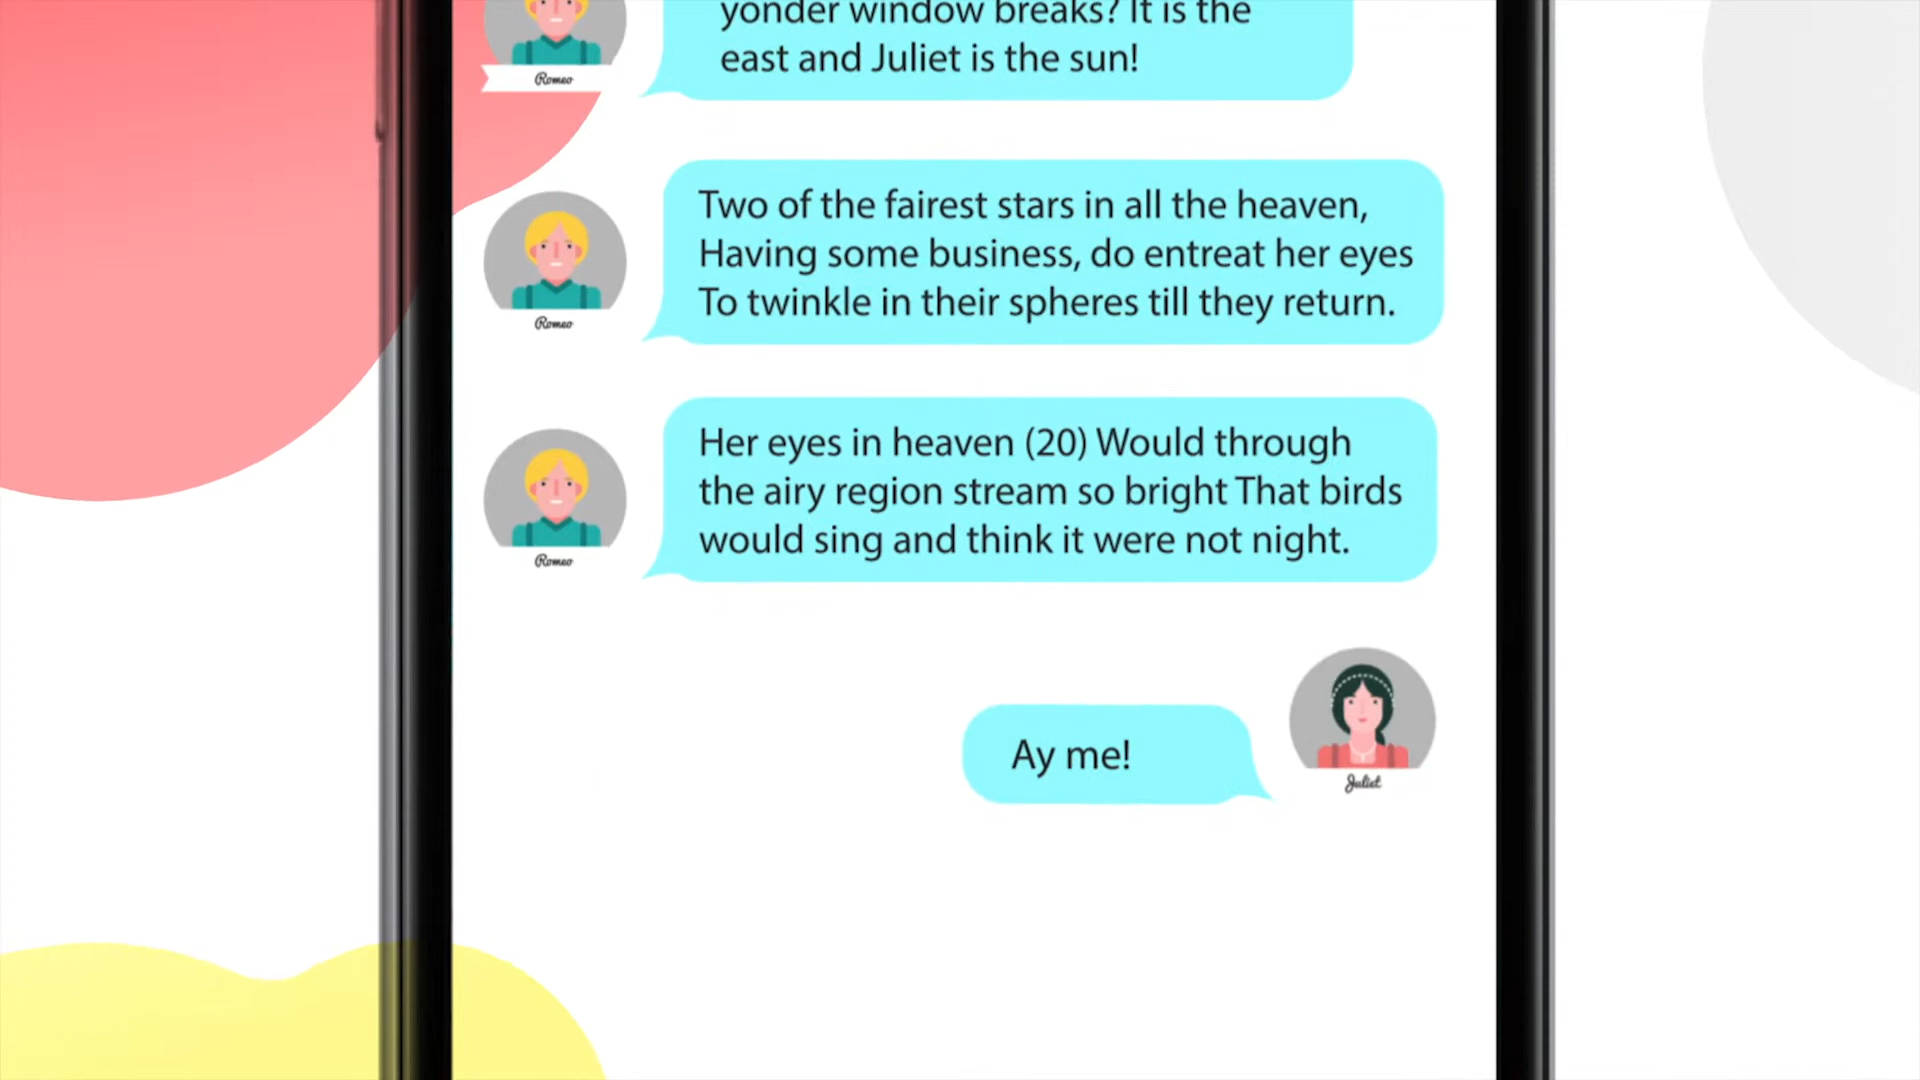 yonder window breaks? It is the
east and Juliet is the sun!
Romeo
Two of the fairest stars in all the heaven,
Having some business, do entreat her eyes
To twinkle in their spheres till they return.
Romeo
Her eyes in heaven (20) Would through
the airy region stream so bright That birds
would sing and think it were not night.
Romeo
Ay me!
Juliet